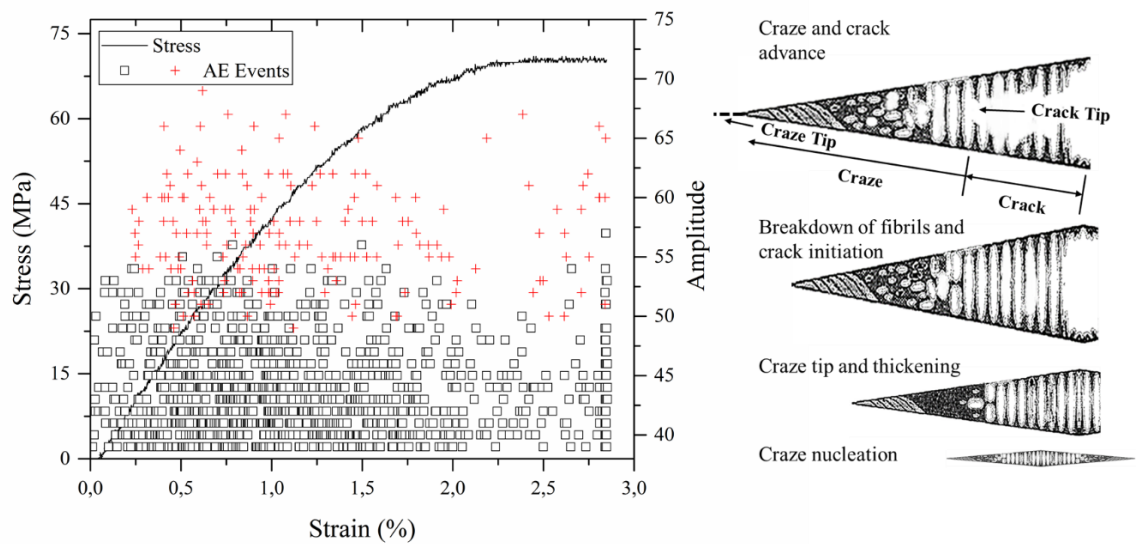 Stress
AE Events
75
60
45
30
15
0
Stress (MPa)
0,0
0,5
1,0
1,5
2,0
2,5
3,0
Strain (%)
75
70
65
60
55
50
45
40
Amplitude
Craze and crack
advance
Crack Tip
Craze Tip
Craze
Crack
Breakdown of fibrils and
crack initiation
Craze tip and thickening
Craze nucleation